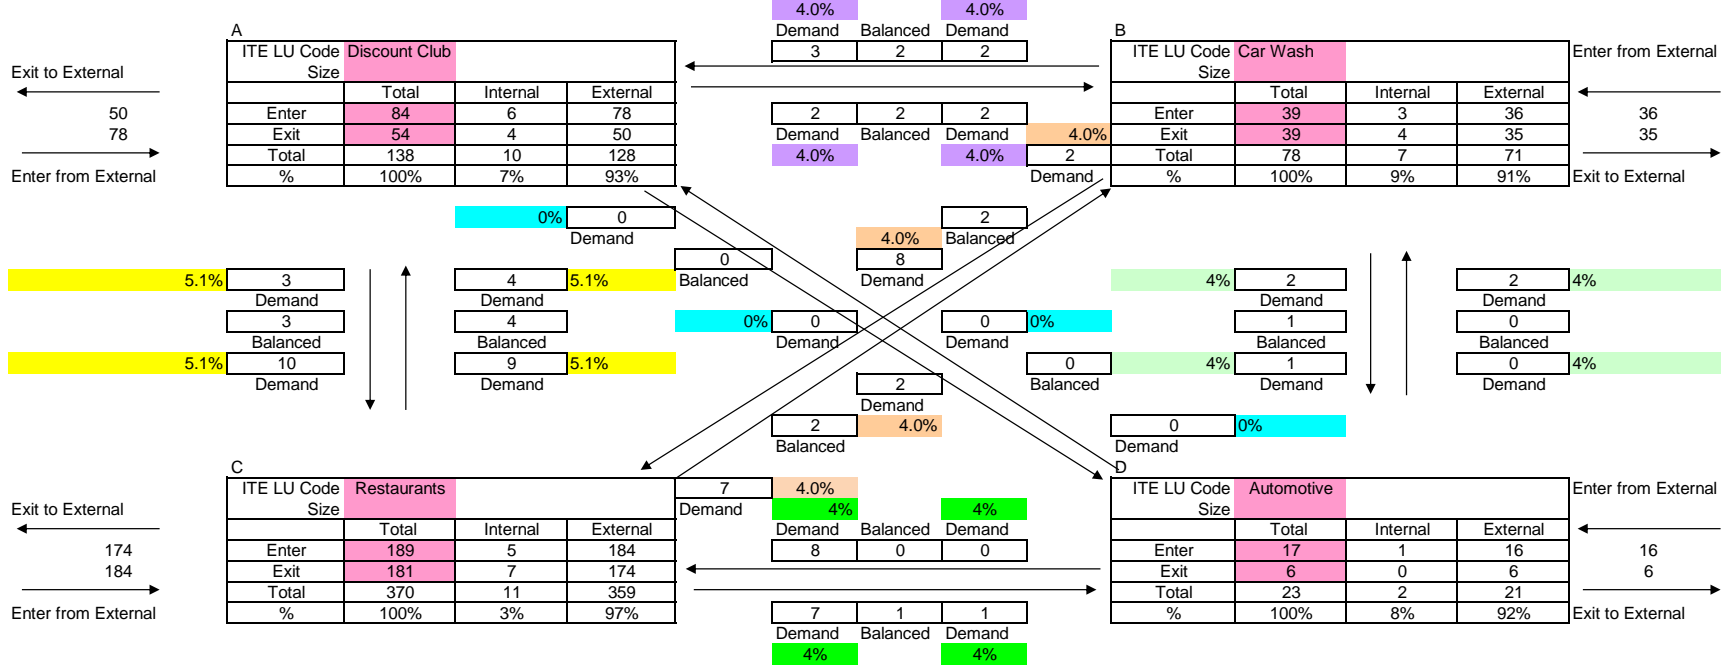 4.0% 4.0%
Demand Balanced Demand
A B
3 2 2
ITE LU Code Discount Club
Size
Total Internal External
Enter 84 6 78
Exit 54 4 50
Total 138 10 128
% 100% 7% 93%
Exit to External
50
78
Enter from External
2 2 2
Demand Balanced Demand
4.0% 4.0%
4.0%
2
Demand
ITE LU Code Car Wash
Size
Total Internal External
Enter 39 3 36
Exit 39 4 35
Total 78 7 71
% 100% 9% 91%
Enter from External
36
35
Exit to External
0% 0
Demand
0
Balanced
2
Balanced
4.0%
8
Demand
5.1% 3
Demand
3
Balanced
5.1% 10
Demand
4 5.1%
Demand
4
Balanced
9 5.1%
Demand
0% 0
Demand
0 0%
Demand
0
Balanced
2
Demand
2 4.0%
Balanced
4% 2
Demand
1
Balanced
4% 1
Demand
2 4%
Demand
0
Balanced
0 4%
Demand
0 0%
Demand
C D
ITE LU Code Restaurants
Size
Total Internal External
Enter 189 5 184
Exit 181 7 174
Total 370 11 359
% 100% 3% 97%
Exit to External
174
184
Enter from External
7 4.0%
Demand
4% 4%
Demand Balanced Demand
8 0 0
7 1 1
Demand Balanced Demand
4% 4%
ITE LU Code Automotive
Size
Total Internal External
Enter 17 1 16
Exit 6 0 6
Total 23 2 21
% 100% 8% 92%
Enter from External
16
6
Exit to External